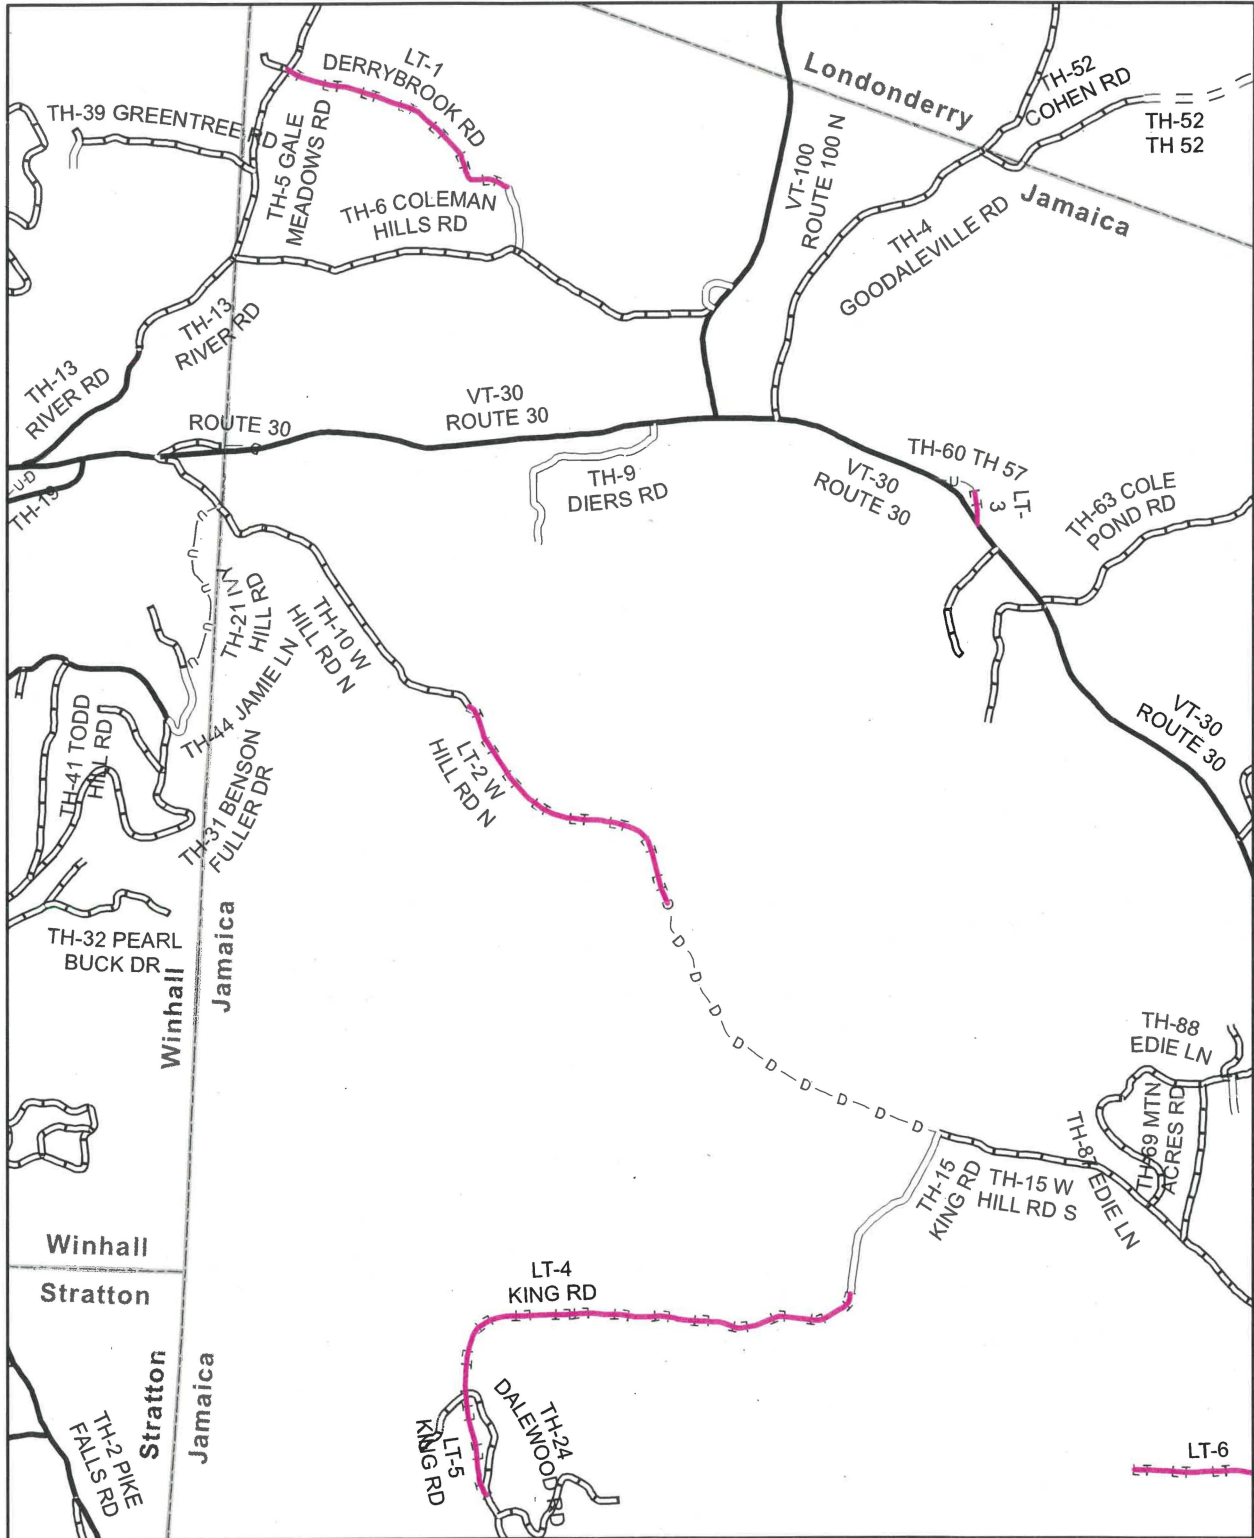 LT-1
DERRYBROOK RD
Londonderry
TH-52
COHEN RD
TH-52
TH 52
TH-39 GREENTREE RD
TH-5 GALE
MEADOWS RD
TH-6 COLEMAN
HILLS RD
VT-100
ROUTE 100 N
TH-4
GOODALEVILLE RD
Jamaica
TH-13
RIVER RD
TH-13
RIVER RD
VT-30
ROUTE 30
ROUTE 30
TH-9
DIERS RD
VT-30
ROUTE 30
TH-60 TH 57
LT-
3
TH-63 COLE
POND RD
U-D
TH-19
TH-21 IVY
HILL RD
TH-10 W
HILL RD N
TH-44 JAMIE LN
TH-41 TODD
HILL RD
TH-31 BENSON
FULLER DR
LT-2 W
HILL RD N
VT-30
ROUTE 30
TH-32 PEARL
BUCK DR
Winhall
Jamaica
D D D D D D D D D
TH-88
EDIE LN
TH-69 MTN
ACRES RD
TH-87 EDIE LN
TH-15
KING RD
TH-15 W
HILL RD S
Winhall
Stratton
LT-4
KING RD
Stratton
Jamaica
TH-2 PIKE
FALLS RD
LT-5
KING RD
TH-24
DALEWOOD RD
LT-6